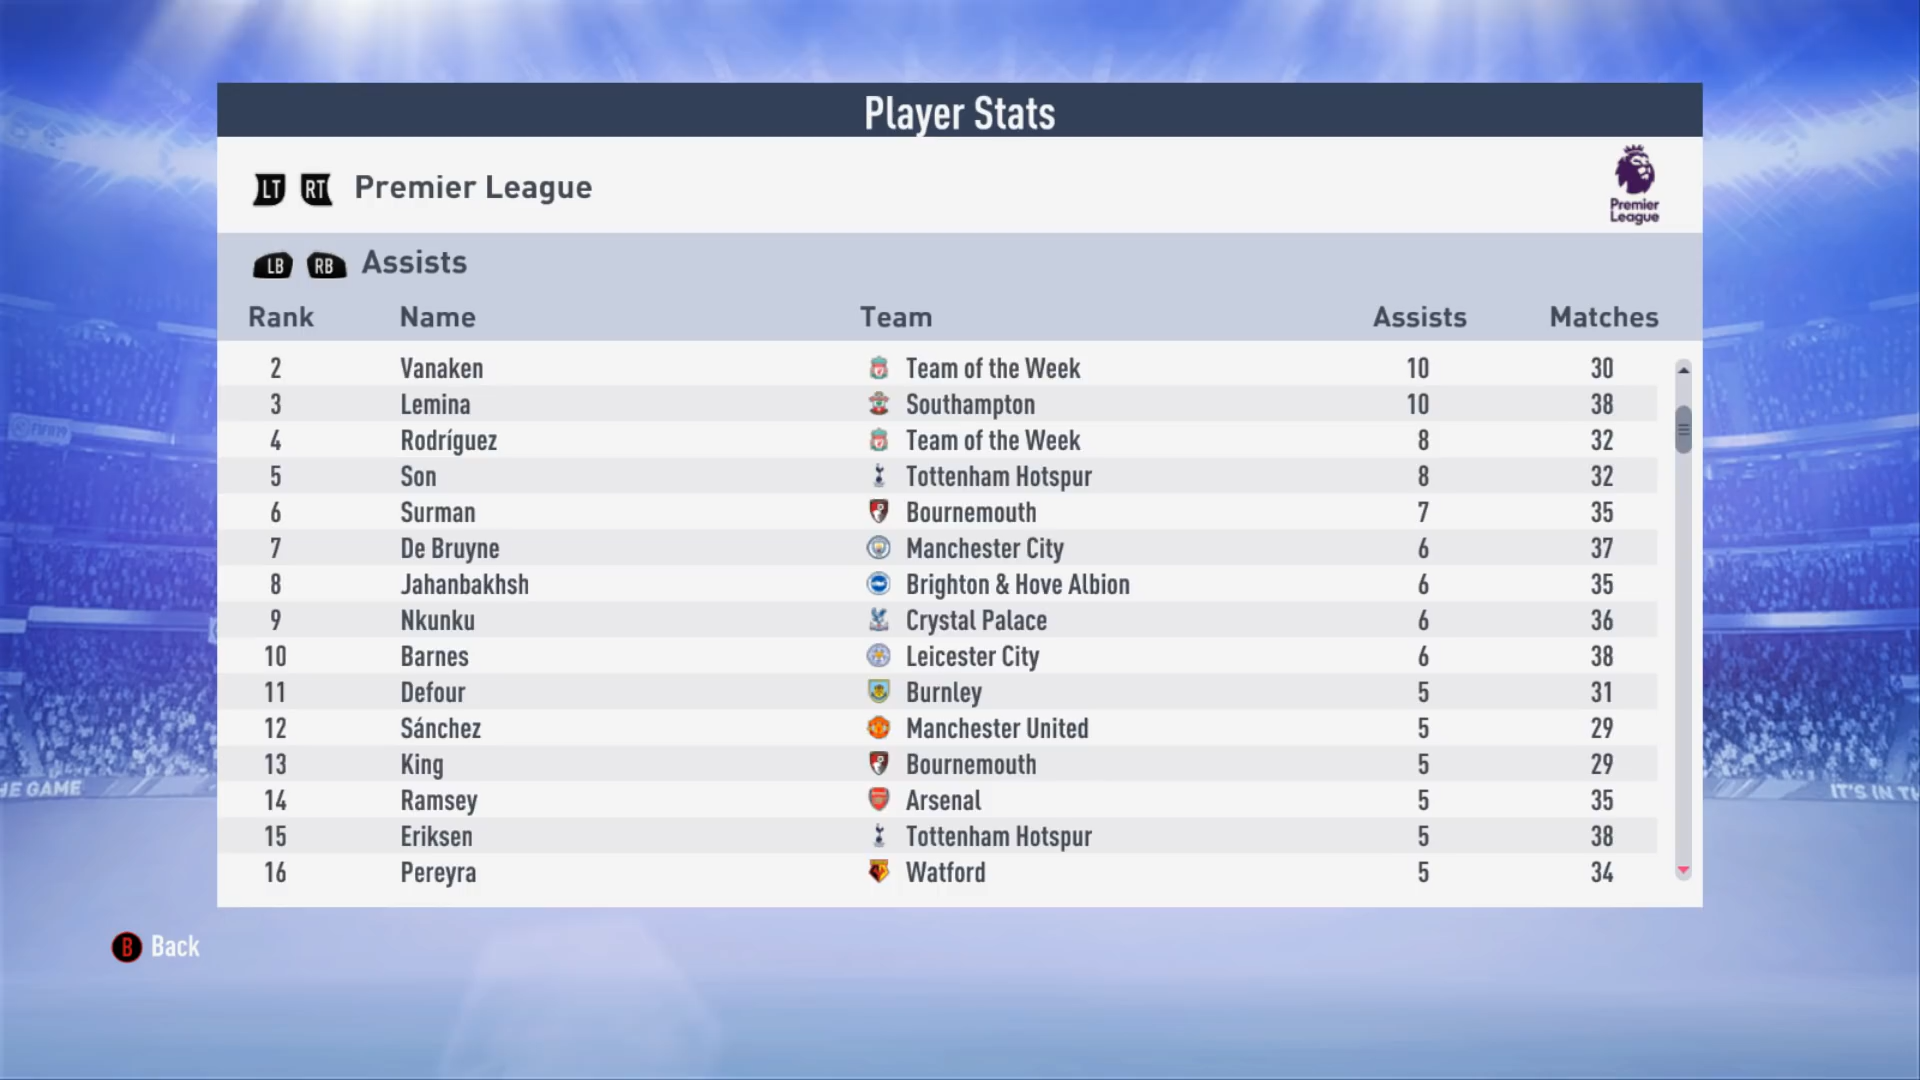 Player Stats
LT RT Premier League
Premier League
LB RB Assists
Rank Name Team Assists Matches
2 Vanaken Team of the Week 10 30
3 Lemina Southampton 10 38
4 Rodríguez Team of the Week 8 32
5 Son Tottenham Hotspur 8 32
6 Surman Bournemouth 7 35
7 De Bruyne Manchester City 6 37
8 Jahanbakhsh Brighton & Hove Albion 6 35
9 Nkunku Crystal Palace 6 36
10 Barnes Leicester City 6 38
11 Defour Burnley 5 31
12 Sánchez Manchester United 5 29
13 King Bournemouth 5 29
14 Ramsey Arsenal 5 35
15 Eriksen Tottenham Hotspur 5 38
16 Pereyra Watford 5 34
FIFA19
HE GAME
IT'S IN TH
B Back